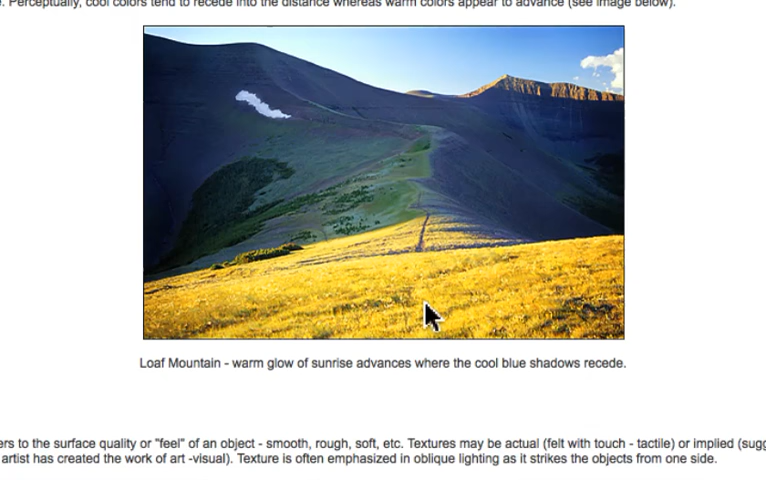 . Perceptually, cool colors tend to recede into the distance whereas warm colors appear to advance (see image below).
Loaf Mountain - warm glow of sunrise advances where the cool blue shadows recede.
ers to the surface quality or "feel" of an object - smooth, rough, soft, etc. Textures may be actual (felt with touch - tactile) or implied (sugg
artist has created the work of art -visual). Texture is often emphasized in oblique lighting as it strikes the objects from one side.